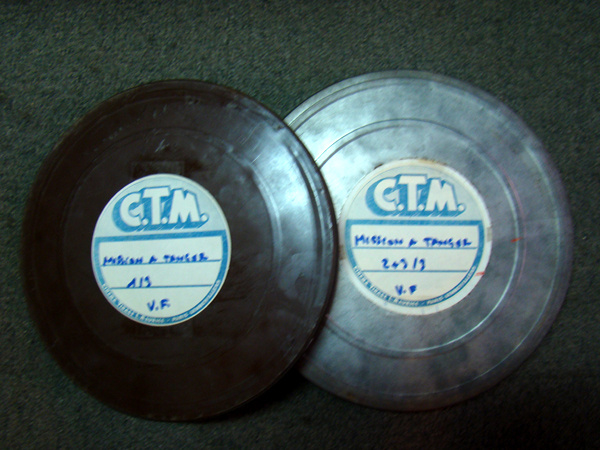 C.T.M.
MISSION A TANGER
1/3
V.F
C.T.M.
MISSION A TANGER
2+3/3
V.F